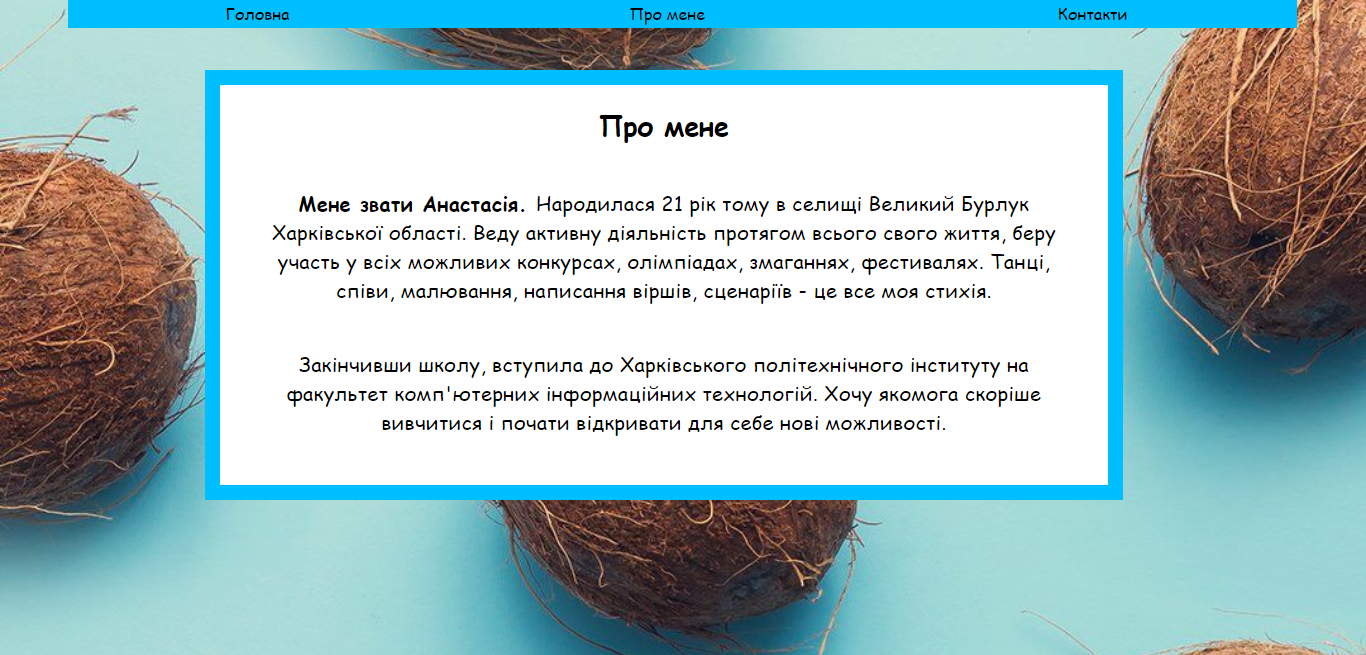 Головна Про мене Контакти
Про мене
Мене звати Анастасія. Народилася 21 рік тому в селищі Великий Бурлук
Харківської області. Веду активну діяльність протягом всього свого життя, беру
участь у всіх можливих конкурсах, олімпіадах, змаганнях, фестивалях. Танці,
співи, малювання, написання віршів, сценаріїв - це все моя стихія.
Закінчивши школу, вступила до Харківського політехнічного інституту на
факультет комп'ютерних інформаційних технологій. Хочу якомога скоріше
вивчитися і почати відкривати для себе нові можливості.